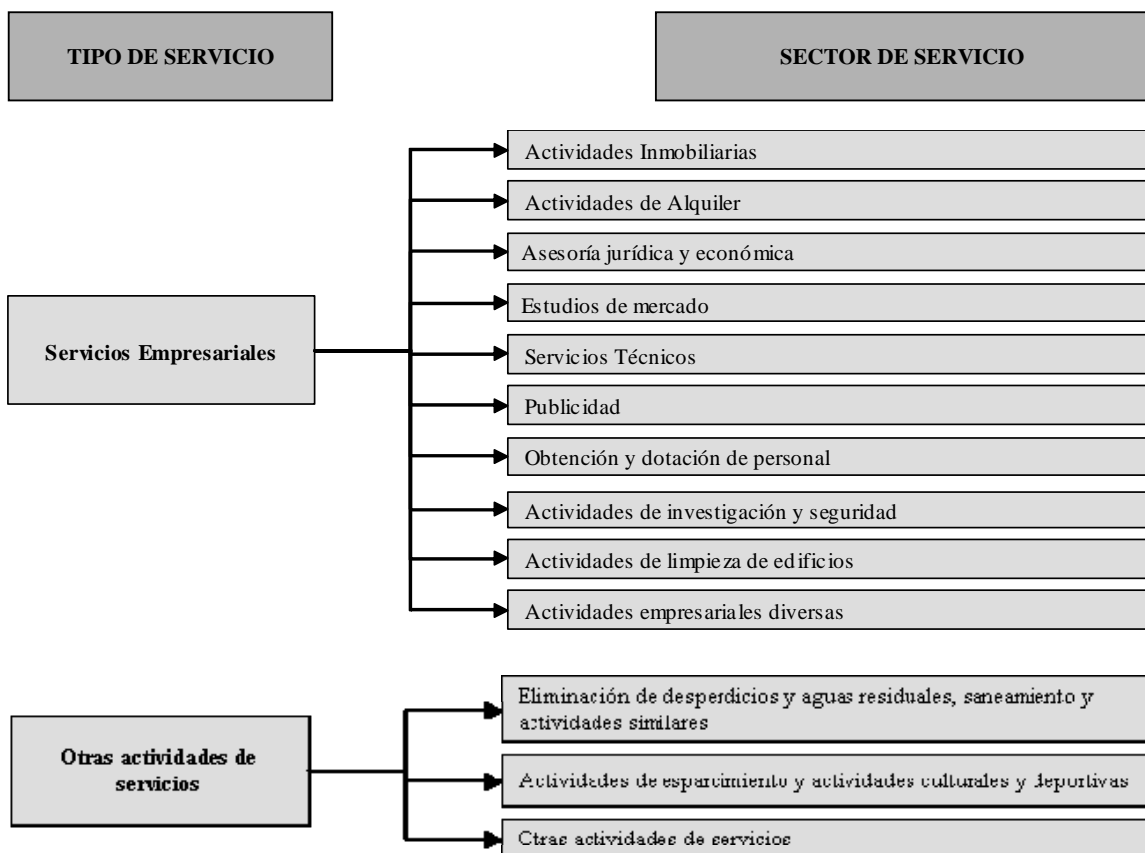 TIPO DE SERVICIO
SECTOR DE SERVICIO
Actividades Inmobiliarias
Actividades de Alquiler
Asesoría jurídica y económica
Estudios de mercado
Servicios Empresariales
Servicios Técnicos
Publicidad
Obtención y dotación de personal
Actividades de investigación y seguridad
Actividades de limpieza de edificios
Actividades empresariales diversas
Otras actividades de
servicios
Eliminación de desperdicios y aguas residuales, saneamiento y
actividades similares
Actividades de esparcimiento y actividades culturales y deportivas
Otras actividades de servicios